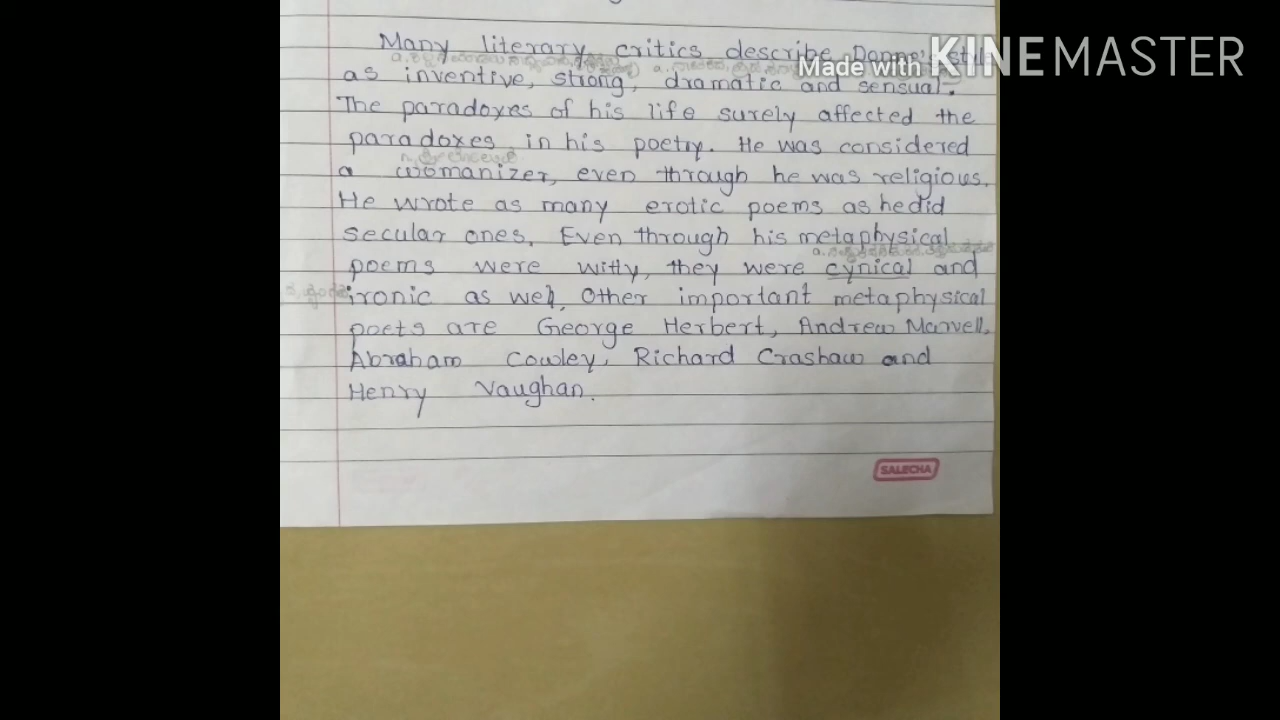 Many literary critics describe Donne's style
Made with KINEMASTER
as inventive, strong, dramatic and sensual.
The paradoxes of his life surely affected the
paradoxes in his poetry. He was considered
a womanizer, even through he was religious.
He wrote as many erotic poems as he did
secular ones. Even through his metaphysical
poems were witty, they were cynical and
ironic as well. Other important metaphysical
poets are George Herbert, Andrew Marvell,
Abraham Cowley, Richard Crashaw and
Henry Vaughan.
SALECHA